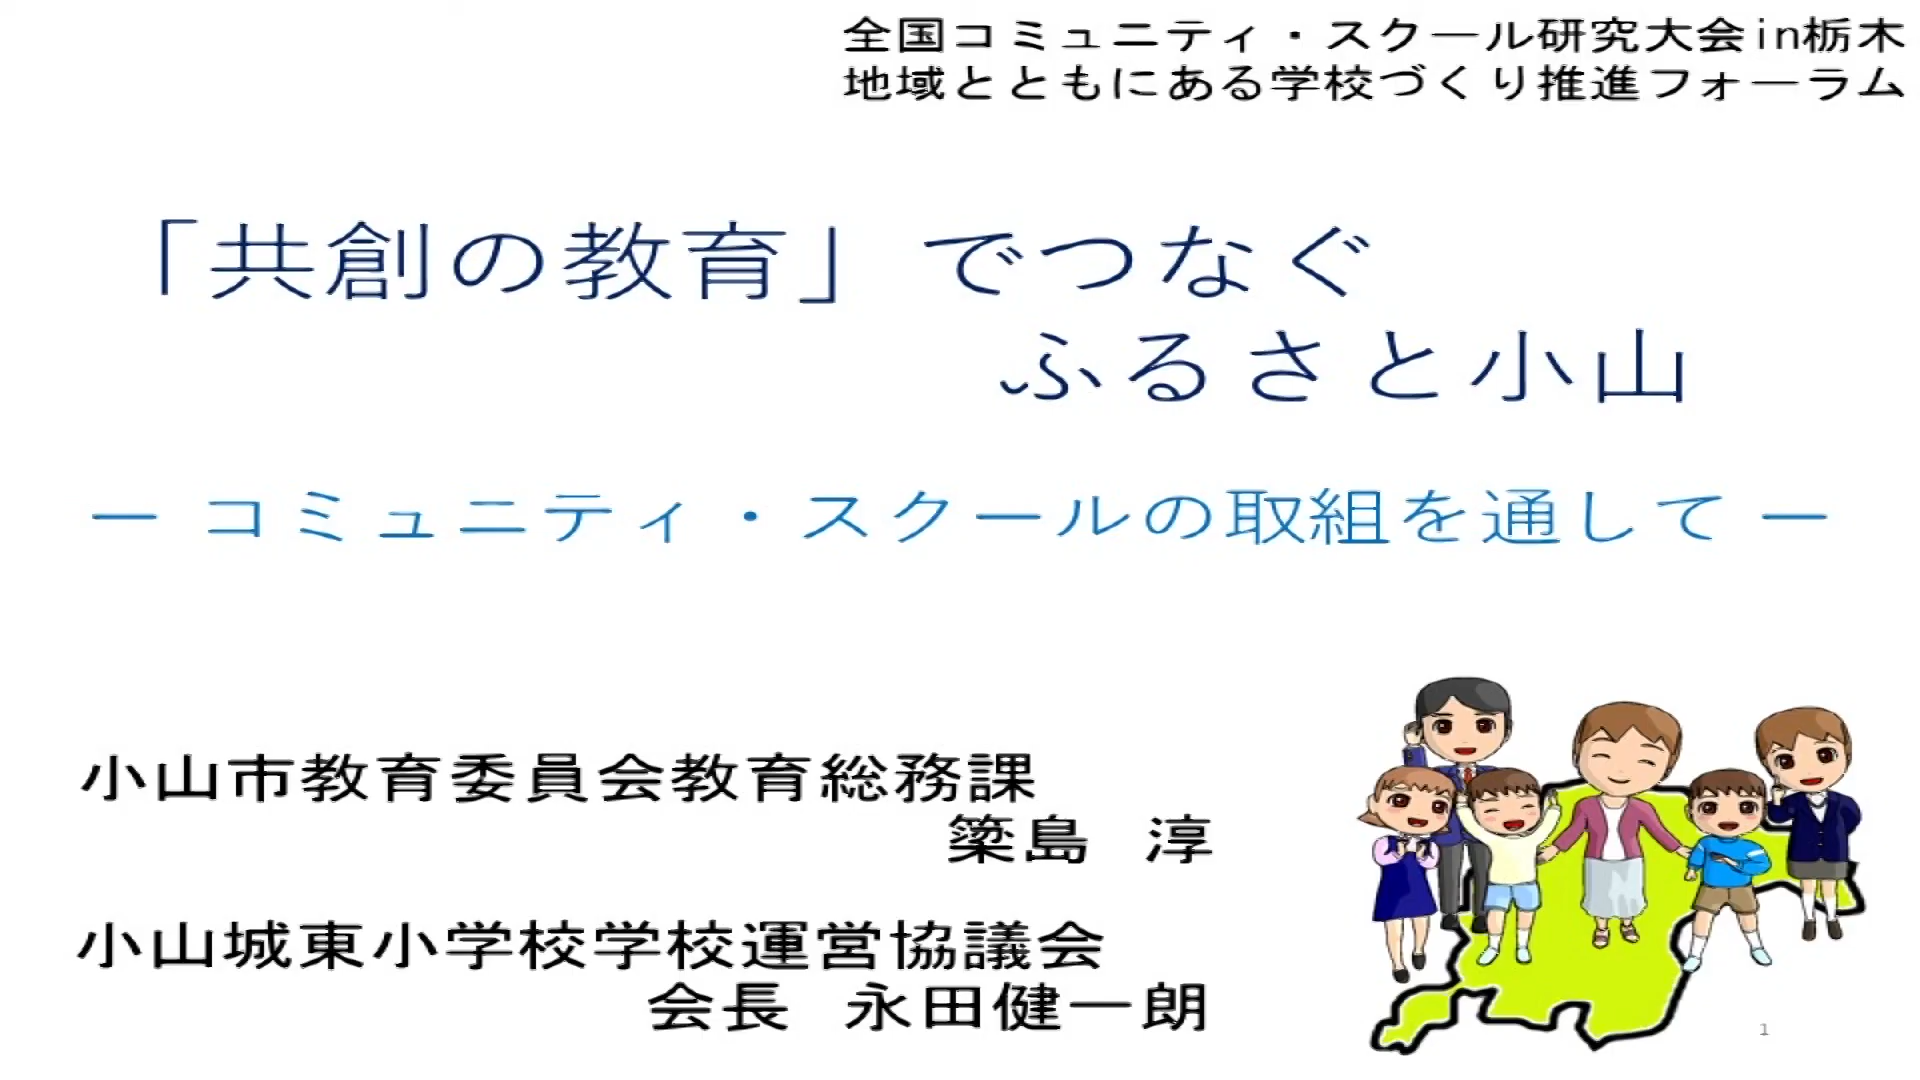 全国コミュニティ・スクール研究大会in栃木
地域とともにある学校づくり推進フォーラム
「共創の教育」でつなぐ
ふるさと小山
－ コミュニティ・スクールの取組を通して －
小山市教育委員会教育総務課
簗島　淳
小山城東小学校学校運営協議会
会長　永田健一朗
1